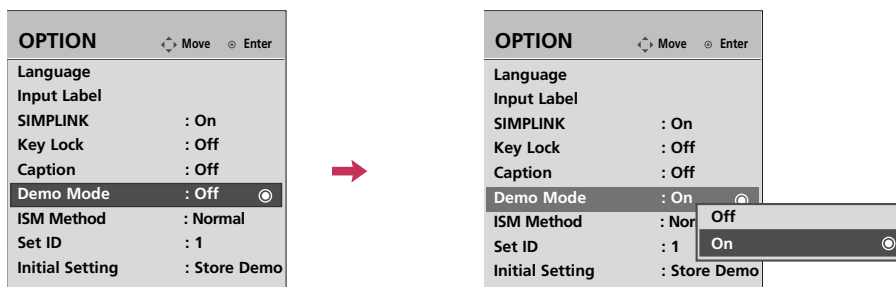 OPTION Move Enter
Language
Input Label
SIMPLINK : On
Key Lock : Off
Caption : Off
Demo Mode : Off
ISM Method : Normal
Set ID : 1
Initial Setting : Store Demo
OPTION Move Enter
Language
Input Label
SIMPLINK : On
Key Lock : Off
Caption : Off
Demo Mode : On
ISM Method : Nor
Set ID : 1
Initial Setting : Store Demo
Off
On